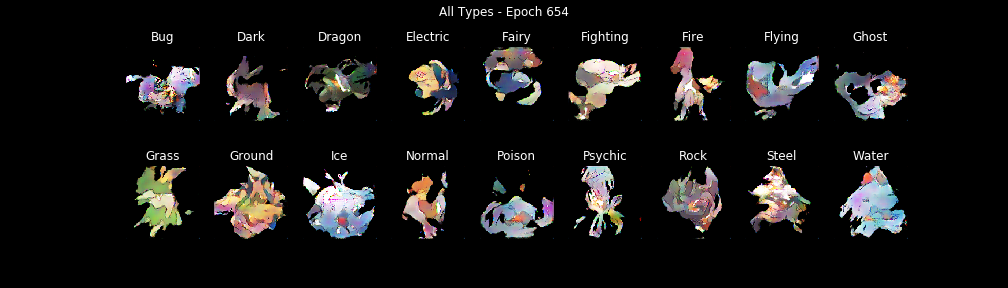 All Types - Epoch 654
Bug Dark Dragon Electric Fairy Fighting Fire Flying Ghost
Grass Ground Ice Normal Poison Psychic Rock Steel Water